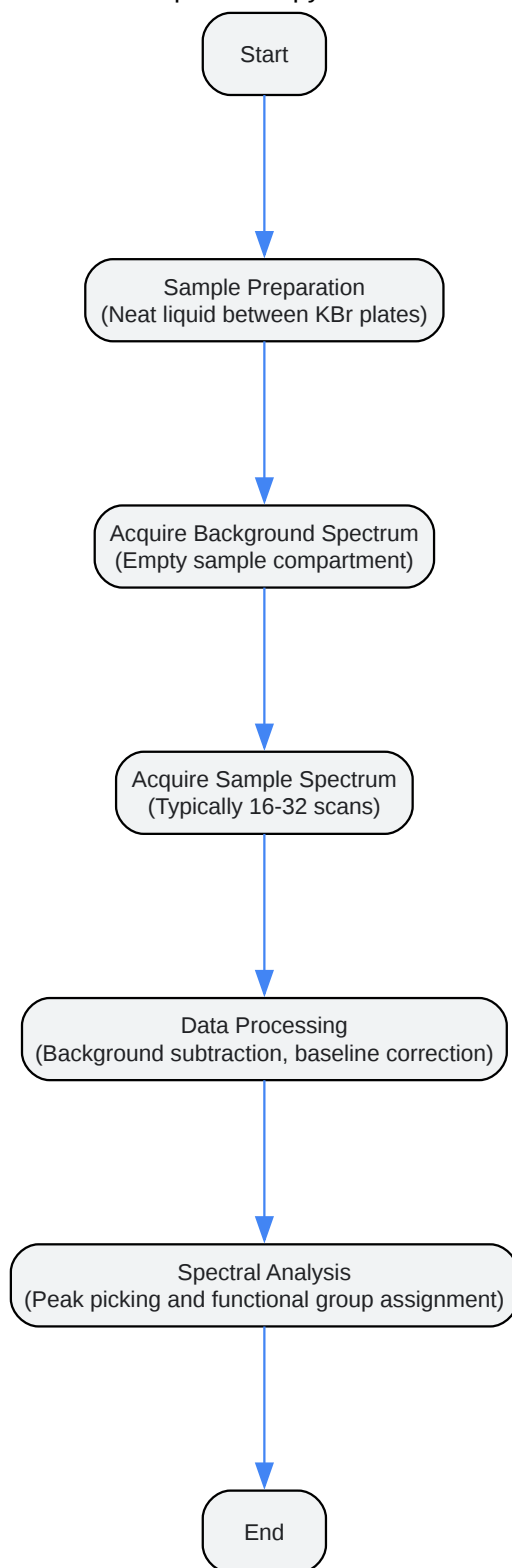 Start
Sample Preparation
(Neat liquid between KBr plates)
Acquire Background Spectrum
(Empty sample compartment)
Acquire Sample Spectrum
(Typically 16-32 scans)
Data Processing
(Background subtraction, baseline correction)
Spectral Analysis
(Peak picking and functional group assignment)
End